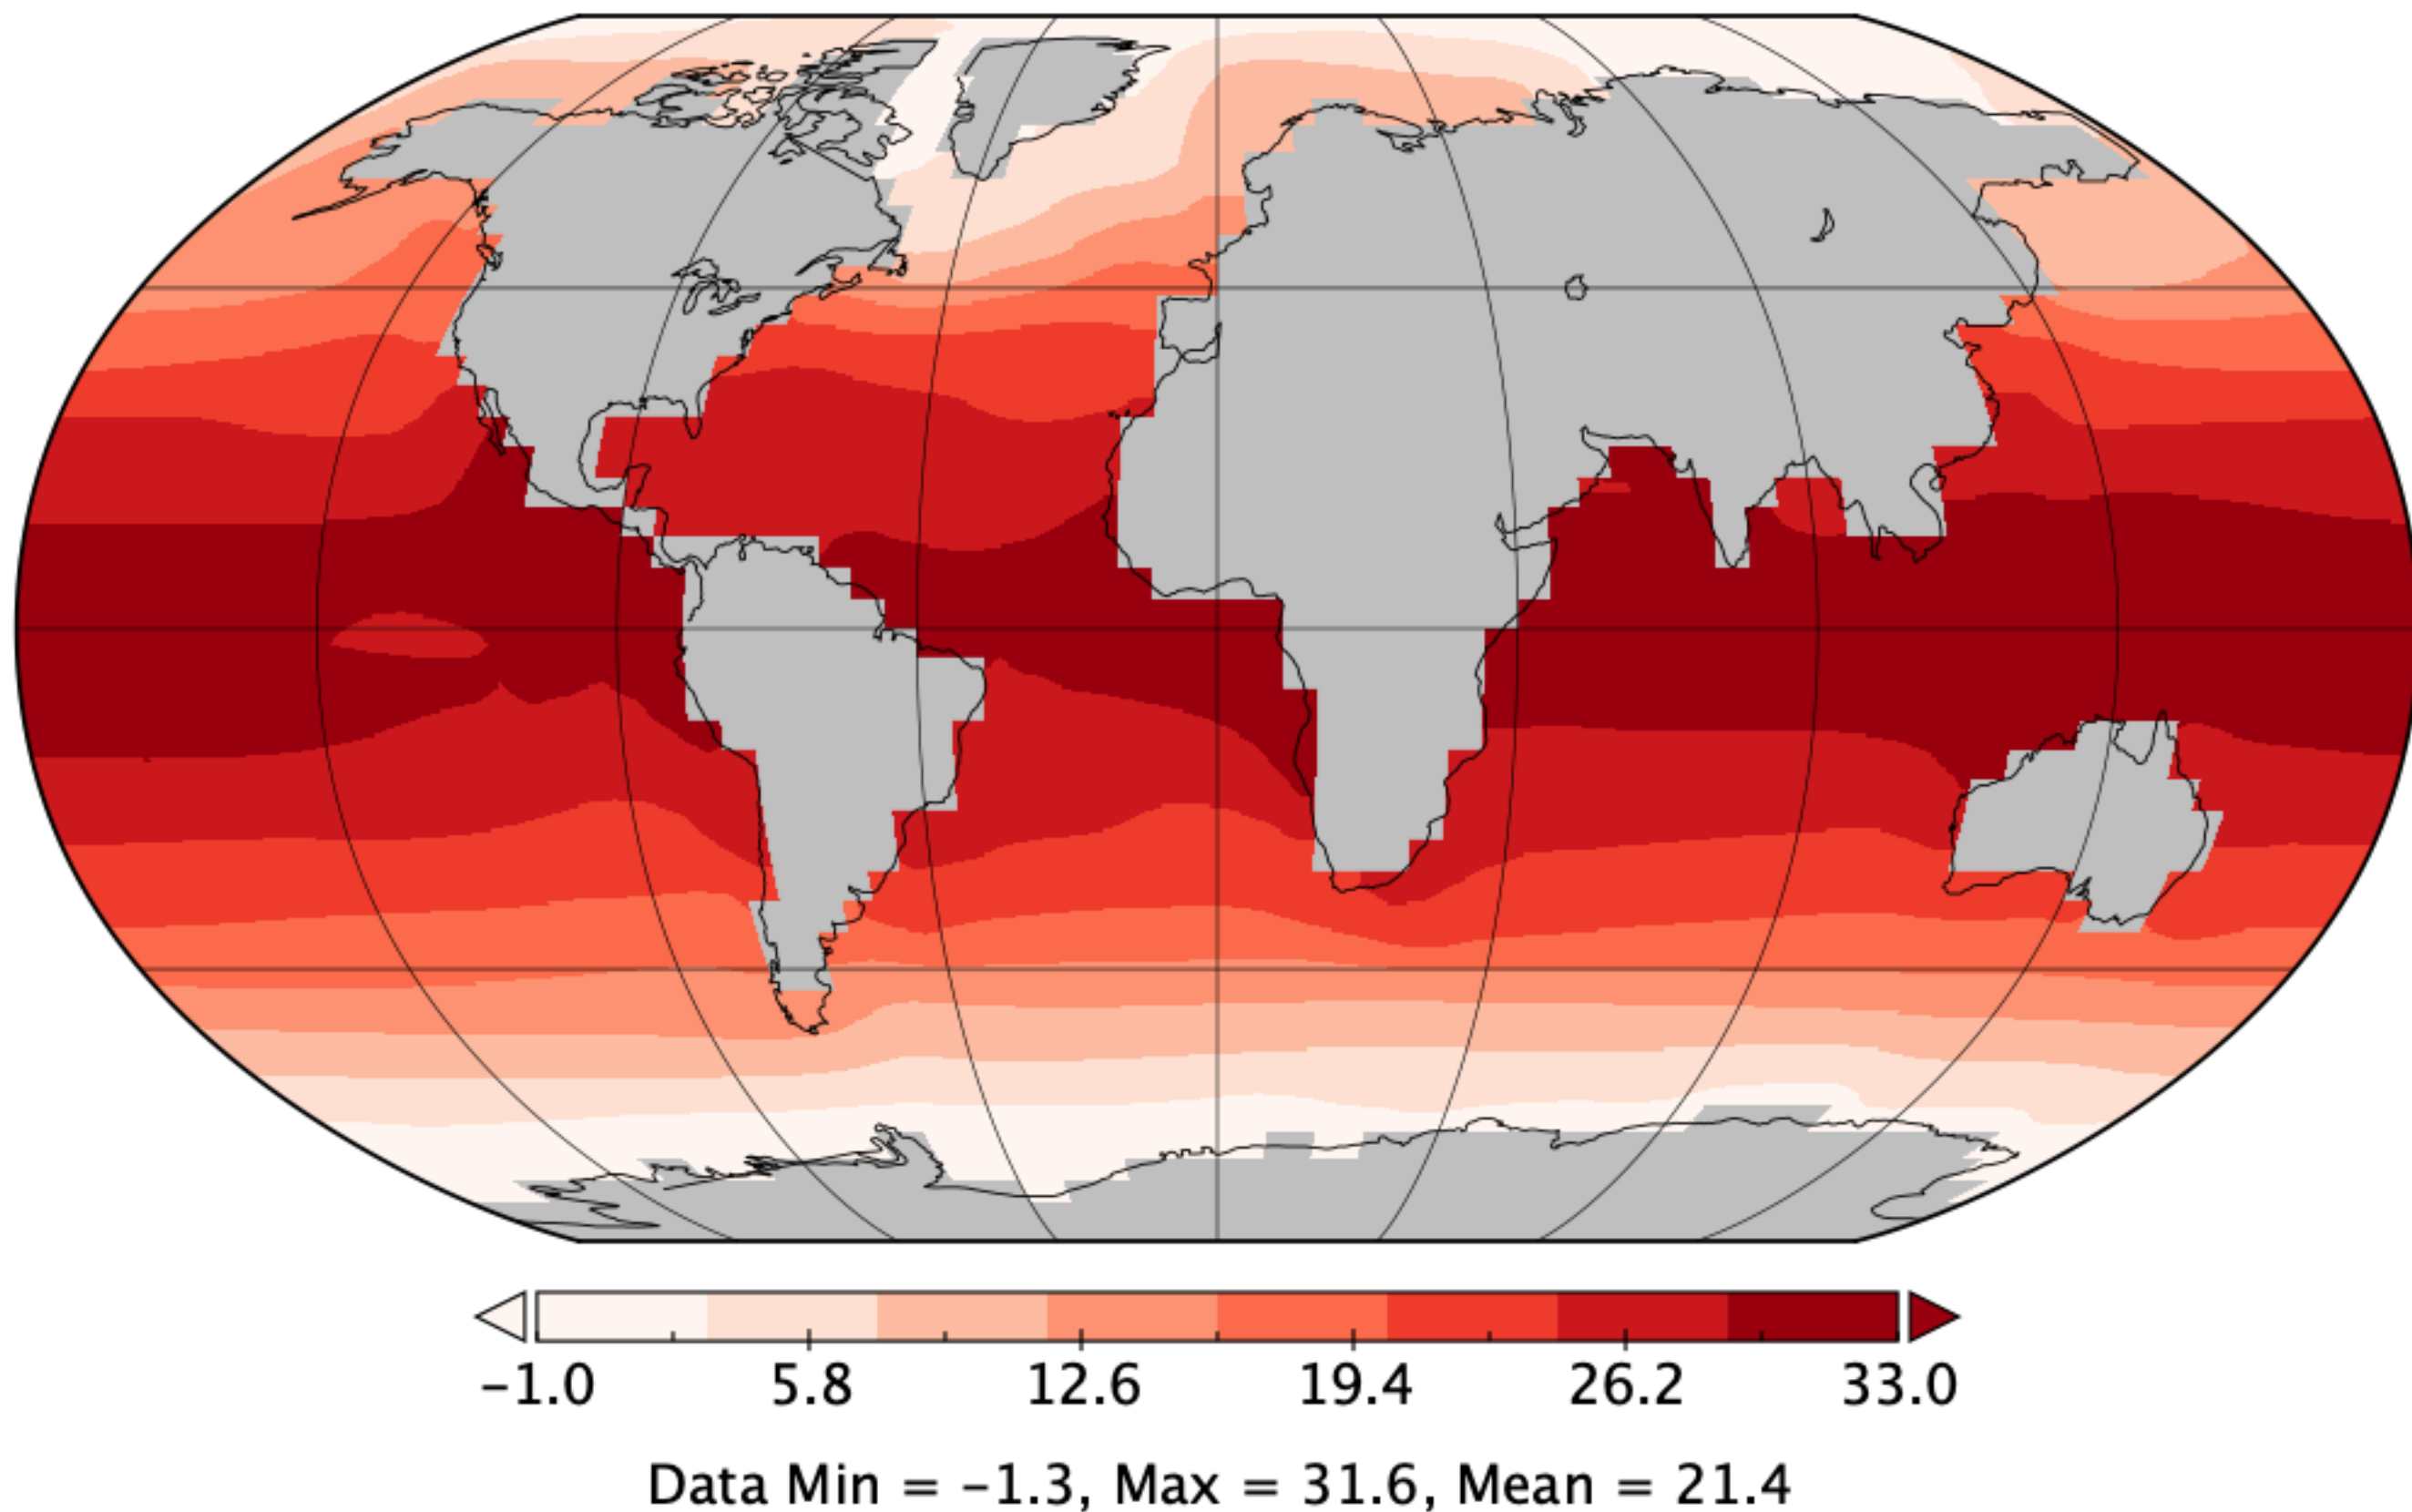 −1.0 5.8 12.6 19.4 26.2 33.0
Data Min = −1.3, Max = 31.6, Mean = 21.4